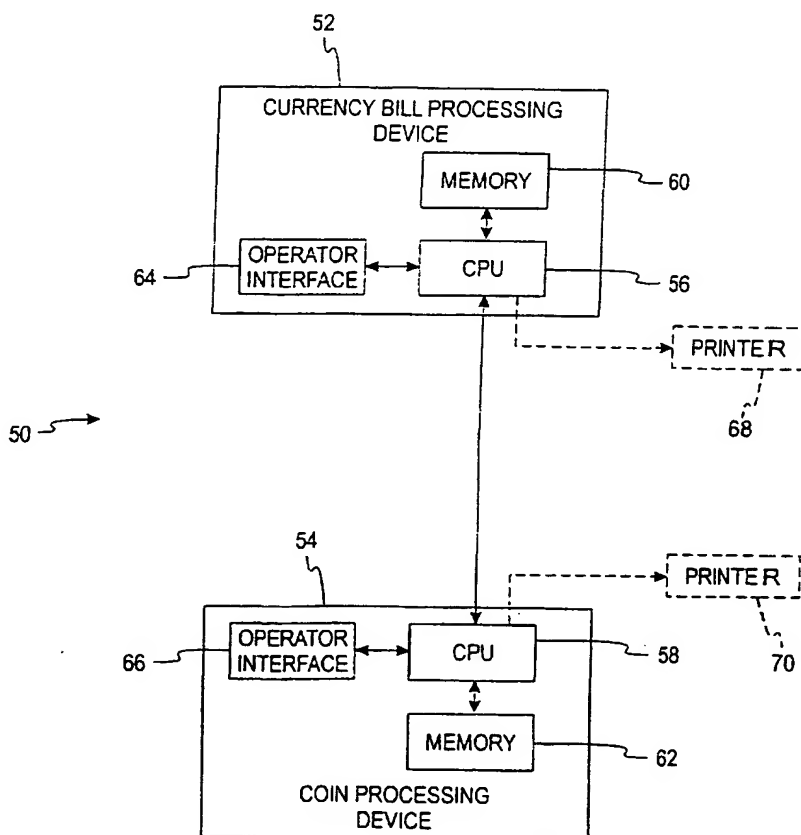 52
CURRENCY BILL PROCESSING
DEVICE
MEMORY
60
OPERATOR
INTERFACE
CPU
64
56
PRINTER
68
50
54
PRINTER
70
OPERATOR
INTERFACE
CPU
66
58
MEMORY
62
COIN PROCESSING
DEVICE